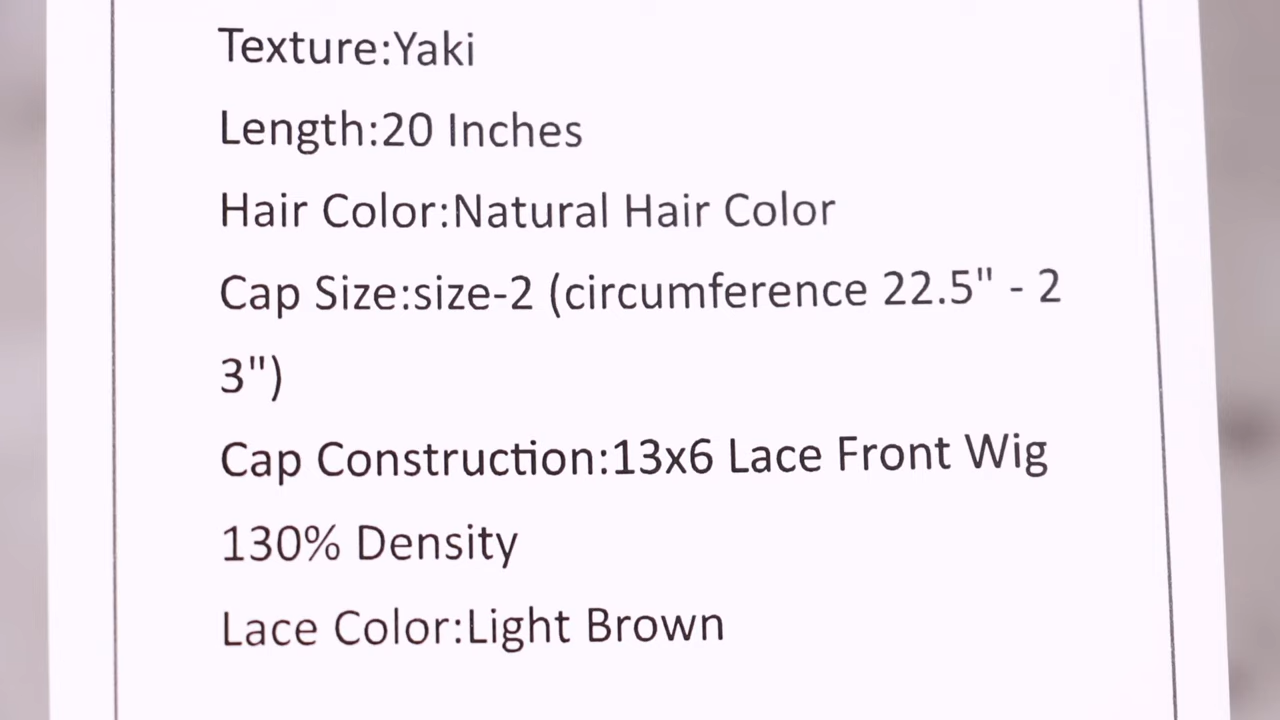 Texture:Yaki
Length:20 Inches
Hair Color:Natural Hair Color
Cap Size:size-2 (circumference 22.5" - 2
3")
Cap Construction:13x6 Lace Front Wig
130% Density
Lace Color:Light Brown